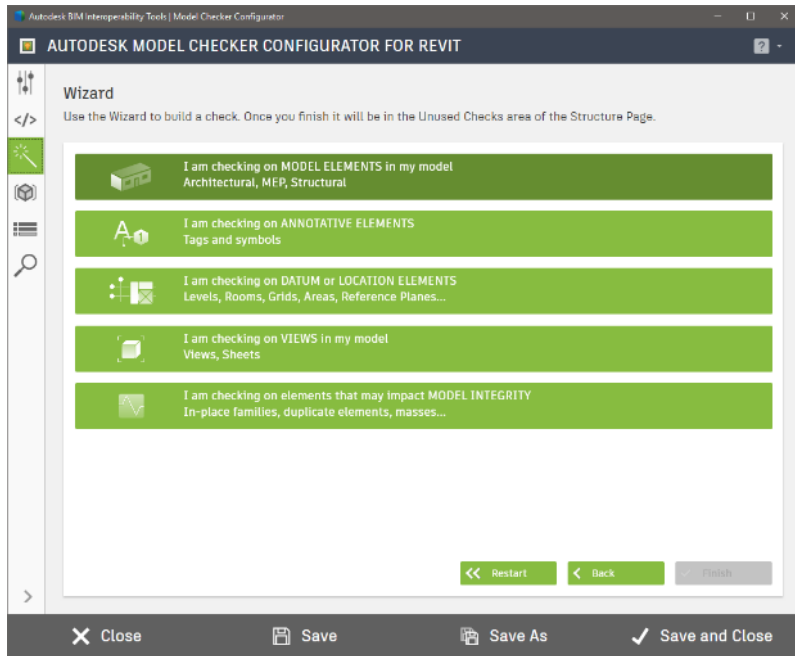 Autodesk BIM Interoperability Tools | Model Checker Configurator
AUTODESK MODEL CHECKER CONFIGURATOR FOR REVIT
?
</>
Wizard
Use the Wizard to build a check. Once you finish it will be in the Unused Checks area of the Structure Page.
I am checking on MODEL ELEMENTS in my model
Architectural, MEP, Structural
I am checking on ANNOTATIVE ELEMENTS
Tags and symbols
I am checking on DATUM or LOCATION ELEMENTS
Levels, Rooms, Grids, Areas, Reference Planes...
I am checking on VIEWS in my model
Views, Sheets
I am checking on elements that may impact MODEL INTEGRITY
In-place families, duplicate elements, masses...
Restart
Back
Finish
Close
Save
Save As
Save and Close